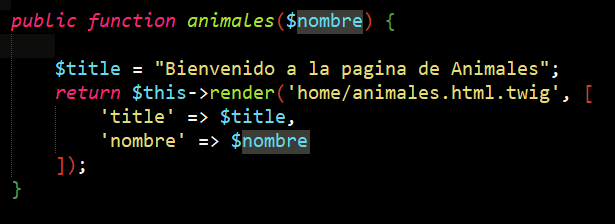 public function animales($nombre) {
$title = "Bienvenido a la pagina de Animales";
return $this->render('home/animales.html.twig', [
'title' => $title,
'nombre' => $nombre
]);
}